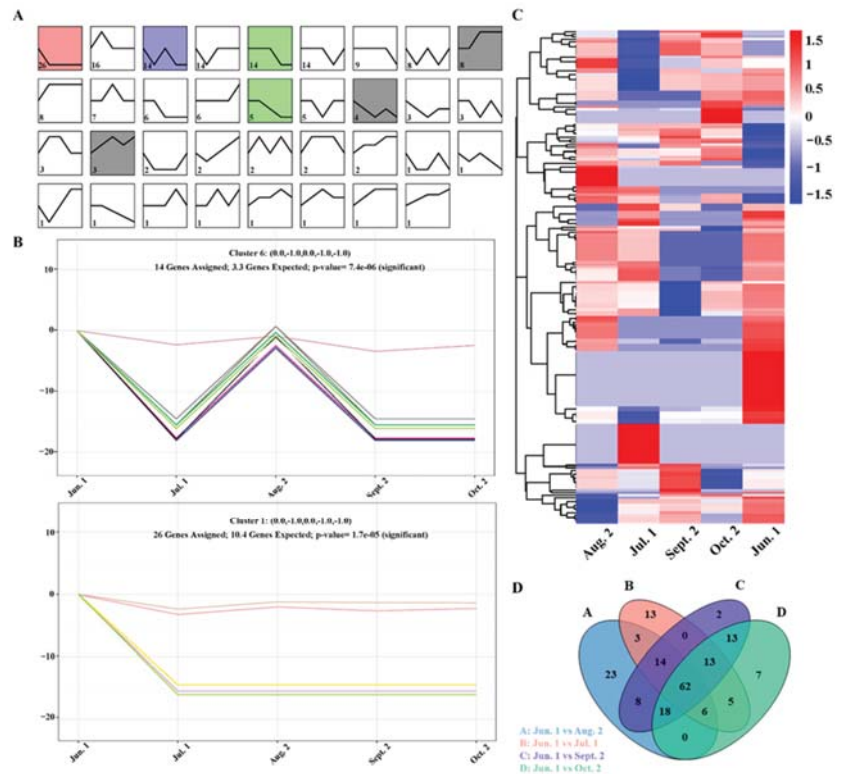 A
26
16
14
14
14
14
9
8
8
8
7
6
6
5
5
4
3
3
3
3
2
2
2
2
2
1
1
1
1
1
1
1
1
1
1
B
Cluster 6: (0.0,-1.0,0.0,-1.0,-1.0)
14 Genes Assigned; 3.3 Genes Expected; p-value= 7.4e-06 (significant)
10
0
−10
−20
Jun. 1
Jul. 1
Aug. 2
Sept. 2
Oct. 2
Cluster 1: (0.0,-1.0,0.0,-1.0,-1.0)
26 Genes Assigned; 10.4 Genes Expected; p-value= 1.7e-05 (significant)
10
0
−10
−20
Jun. 1
Jul. 1
Aug. 2
Sept. 2
Oct. 2
C
1.5
1
0.5
0
−0.5
−1
−1.5
Aug. 2
Jul. 1
Sept. 2
Oct. 2
Jun. 1
D
A
B
C
D
23
3
13
0
2
13
7
14
13
62
8
18
6
5
0
A: Jun. 1 vs Aug. 2
B: Jun. 1 vs Jul. 1
C: Jun. 1 vs Sept. 2
D: Jun. 1 vs Oct. 2